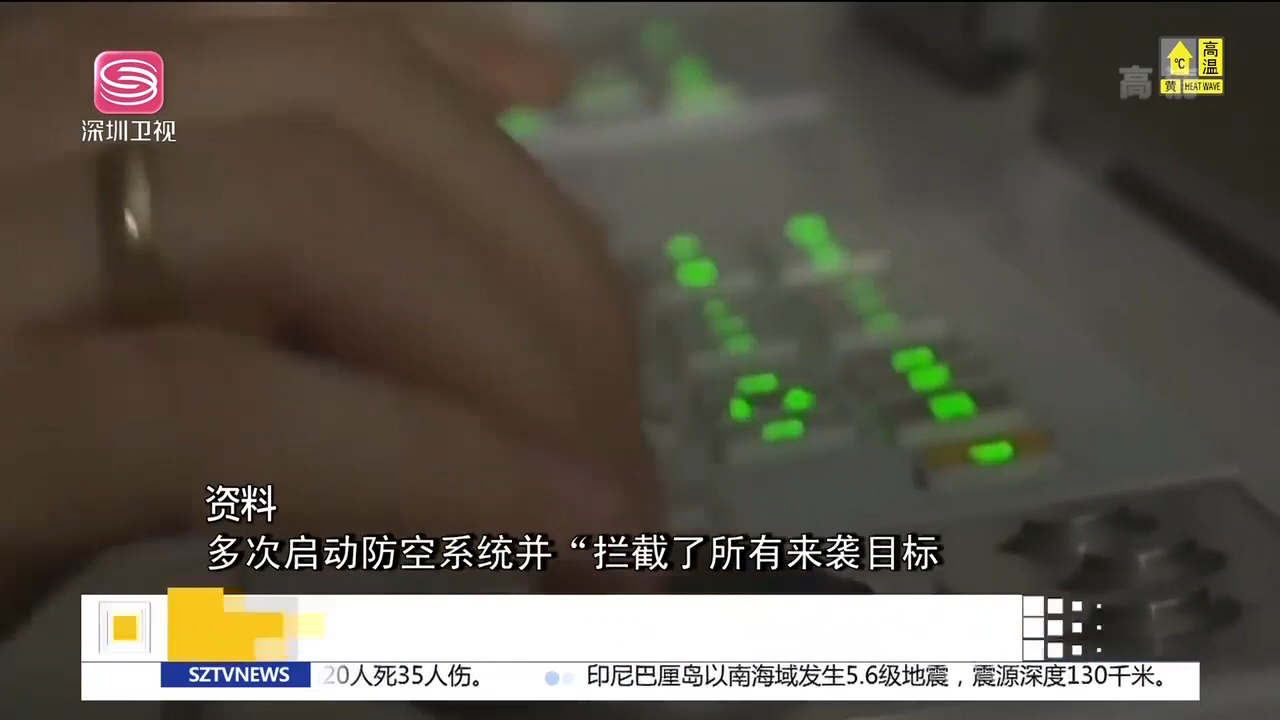 深圳卫视
高温
℃
黄 HEAT WAVE
高
资料
多次启动防空系统并“拦截了所有来袭目标
SZTVNEWS
20人死35人伤。
印尼巴厘岛以南海域发生5.6级地震，震源深度130千米。